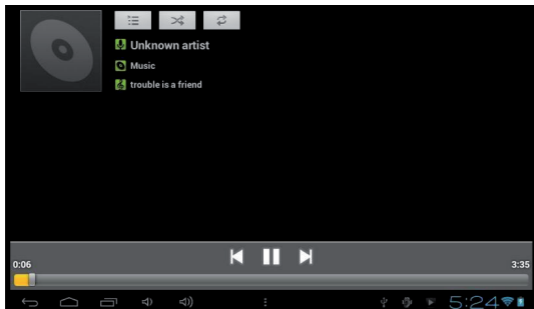 Unknown artist
Music
trouble is a friend
0:06
3:35
5:24